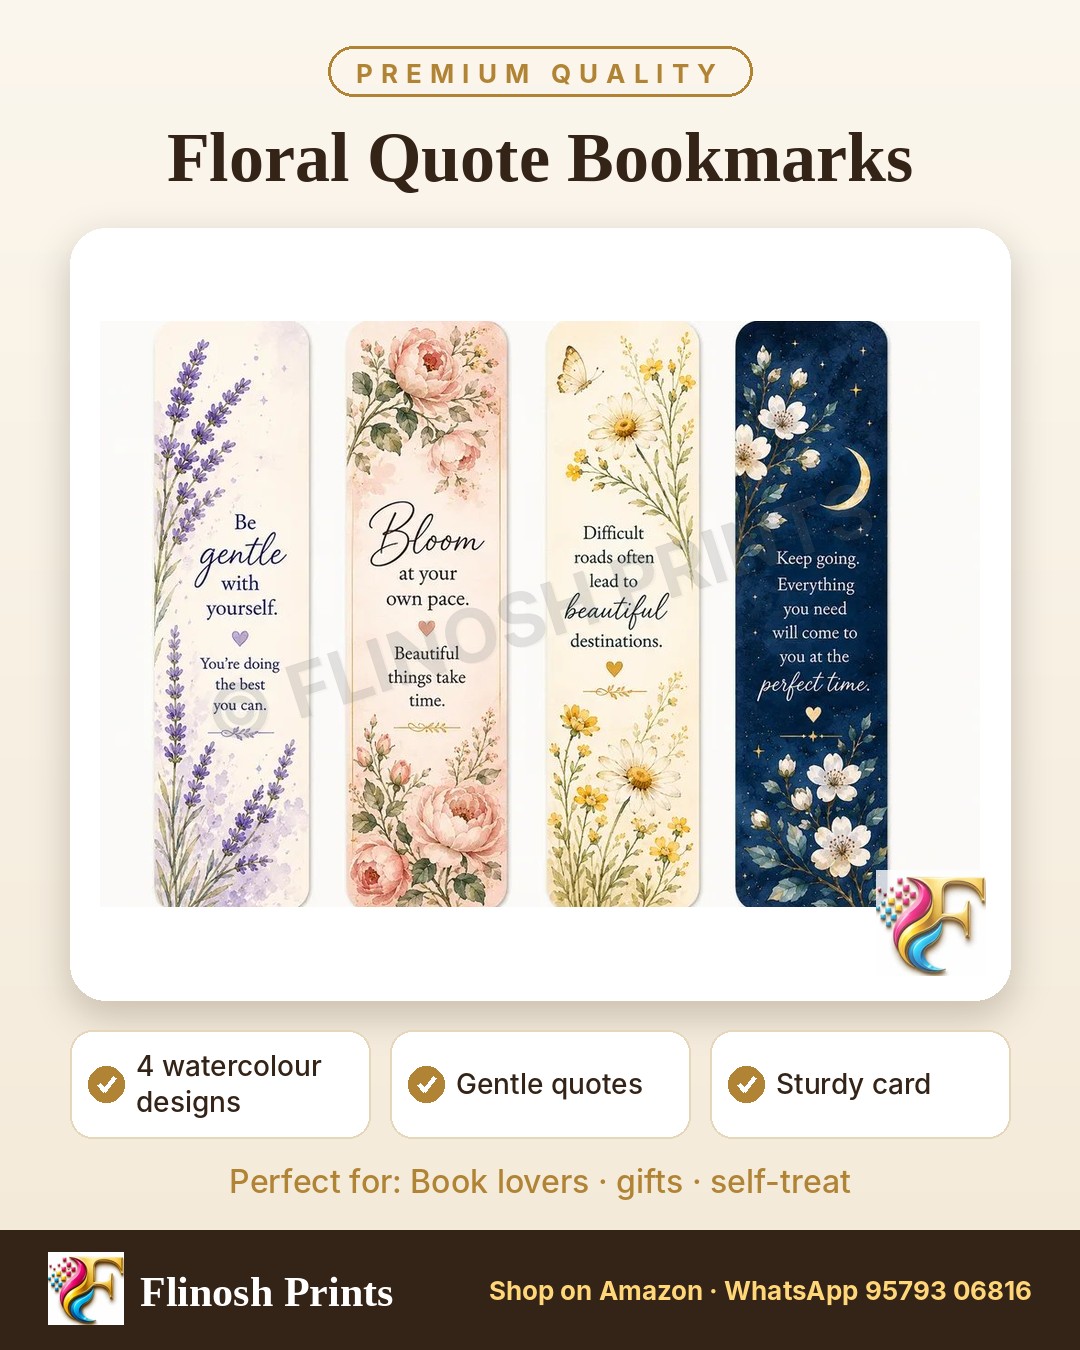 PREMIUM QUALITY
Floral Quote Bookmarks
Be
gentle
with
yourself.
You're doing
the best
you can.
Bloom
at your
own pace.
Beautiful
things take
time.
Difficult
roads often
lead to
beautiful
destinations.
Keep going.
Everything
you need
will come to
you at the
perfect time.
© FLINOSH PRINTS
4 watercolour
designs
Gentle quotes
Sturdy card
Perfect for: Book lovers · gifts · self-treat
Flinosh Prints
Shop on Amazon · WhatsApp 95793 06816